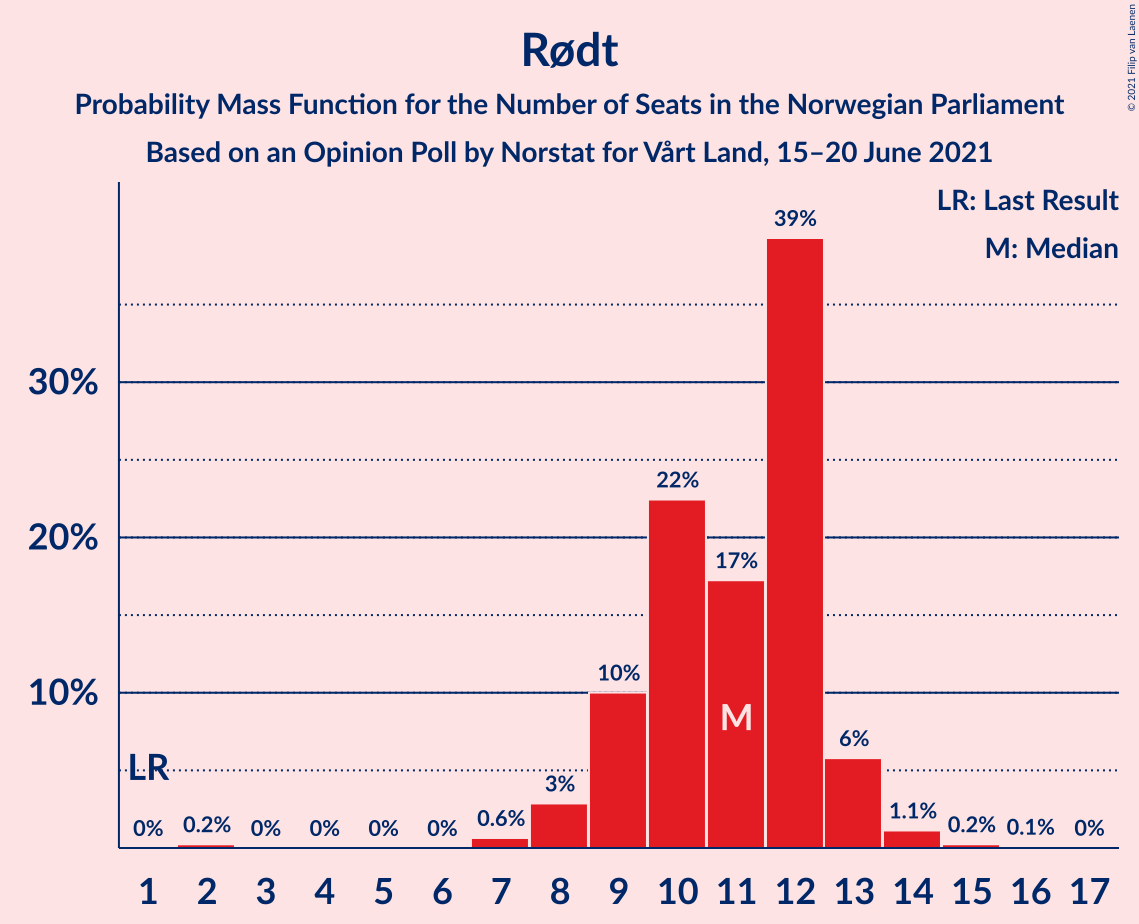 © 2021 Filip van Laenen
Rødt
Probability Mass Function for the Number of Seats in the Norwegian Parliament
Based on an Opinion Poll by Norstat for Vårt Land, 15–20 June 2021
LR: Last Result
M: Median
30%
20%
10%
LR
0%
0.2%
0%
0%
0%
0%
0.6%
3%
10%
22%
17%
M
39%
6%
1.1%
0.2%
0.1%
0%
1 2 3 4 5 6 7 8 9 10 11 12 13 14 15 16 17